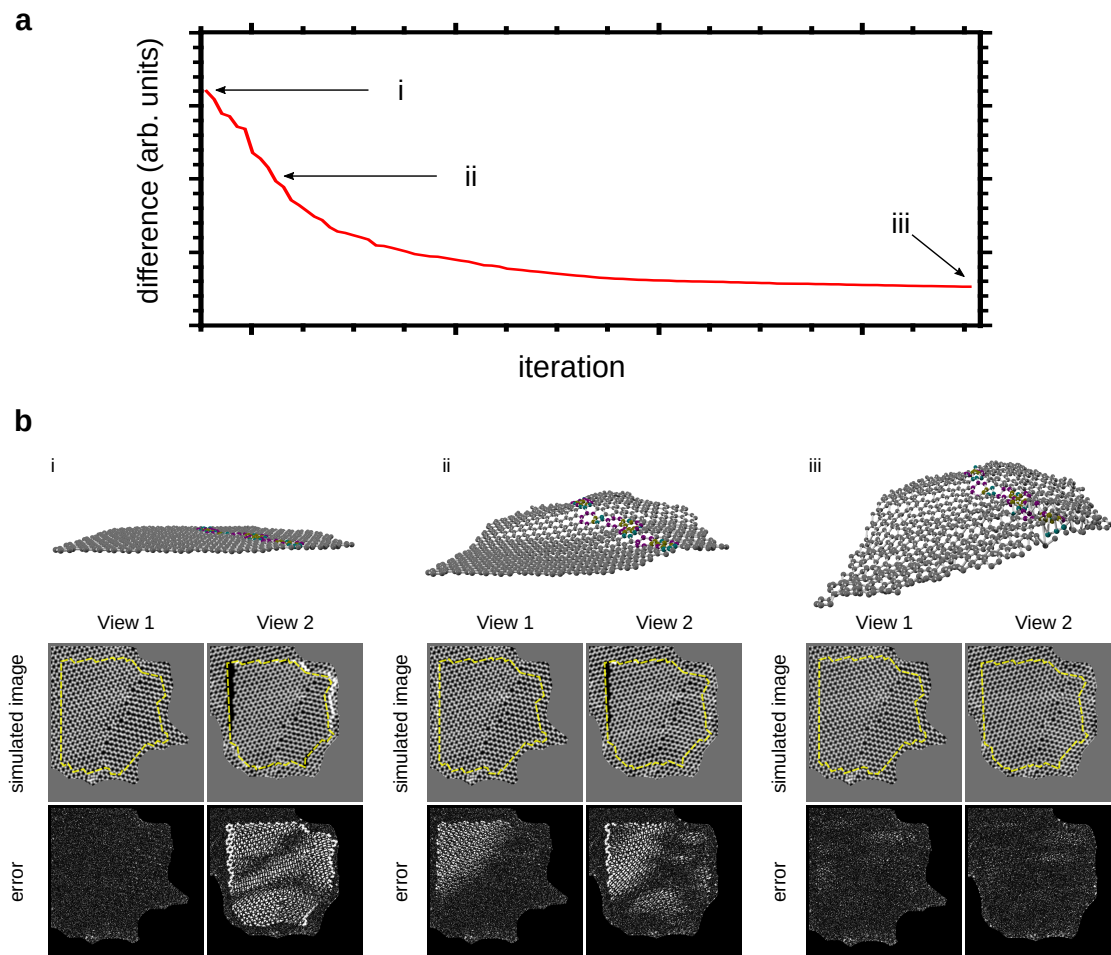 a
difference (arb. units)
i
ii
iii
iteration
b
i
ii
iii
View 1
View 2
View 1
View 2
View 1
View 2
simulated image
simulated image
simulated image
error
error
error